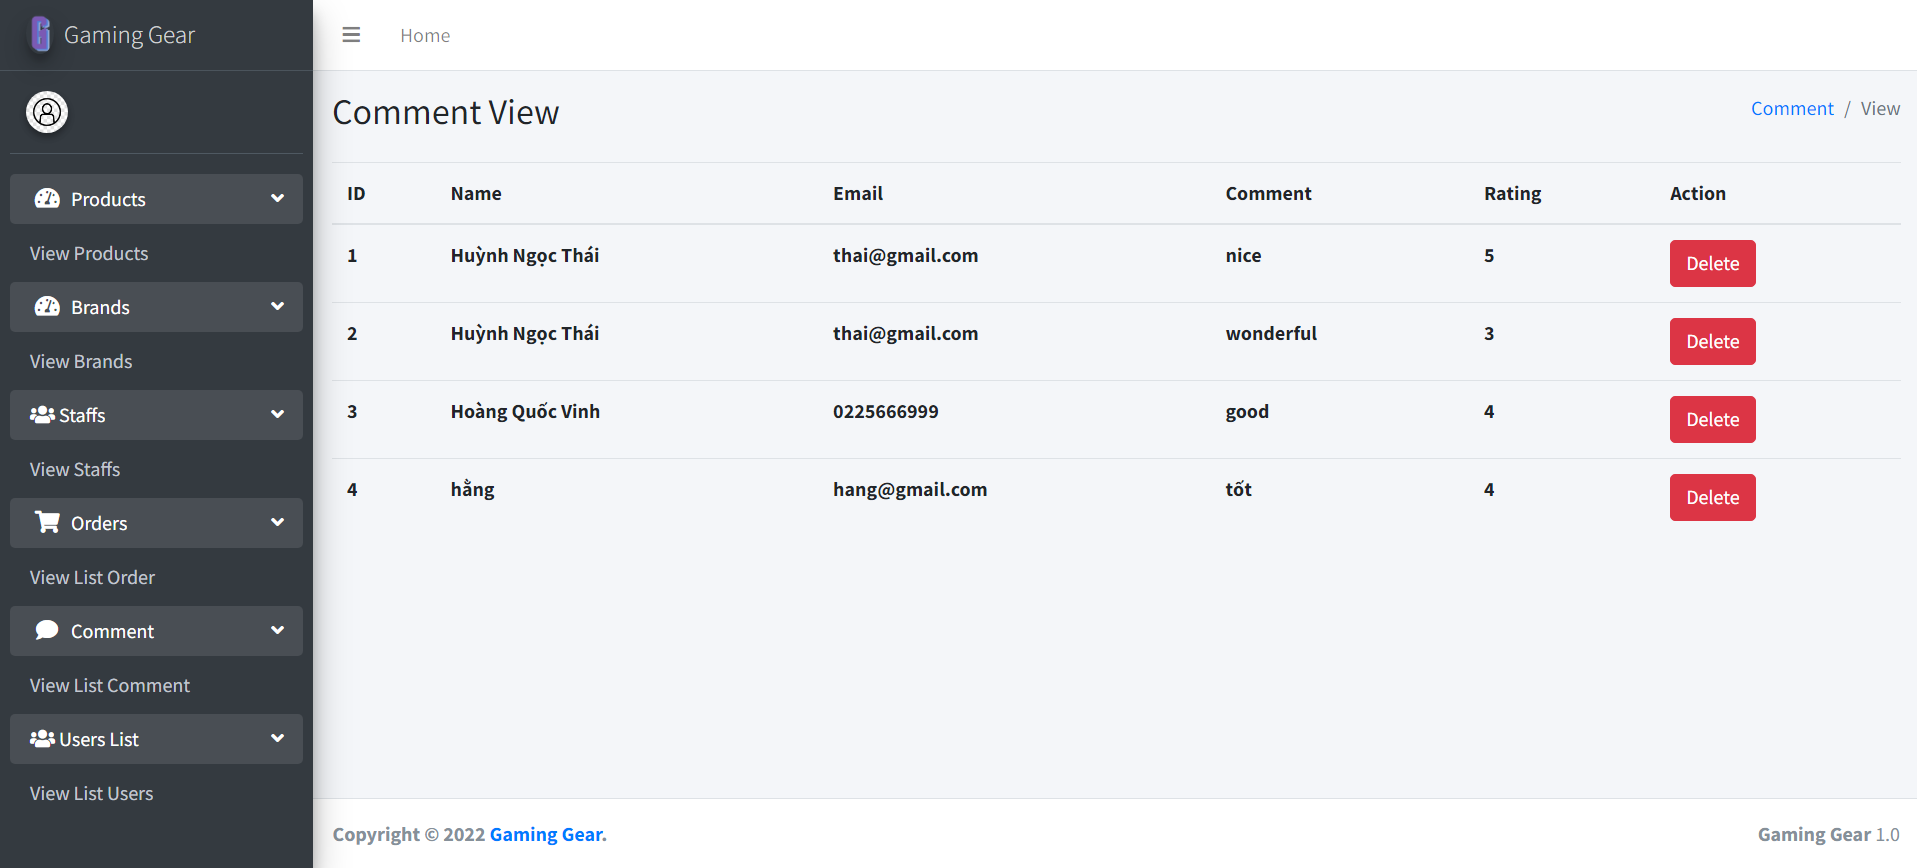 Gaming Gear
Home
Products
View Products
Brands
View Brands
Staffs
View Staffs
Orders
View List Order
Comment
View List Comment
Users List
View List Users
Comment View
Comment / View
ID Name Email Comment Rating Action
1 Huỳnh Ngọc Thái thai@gmail.com nice 5 Delete
2 Huỳnh Ngọc Thái thai@gmail.com wonderful 3 Delete
3 Hoàng Quốc Vinh 0225666999 good 4 Delete
4 hằng hang@gmail.com tốt 4 Delete
Copyright © 2022 Gaming Gear.
Gaming Gear 1.0